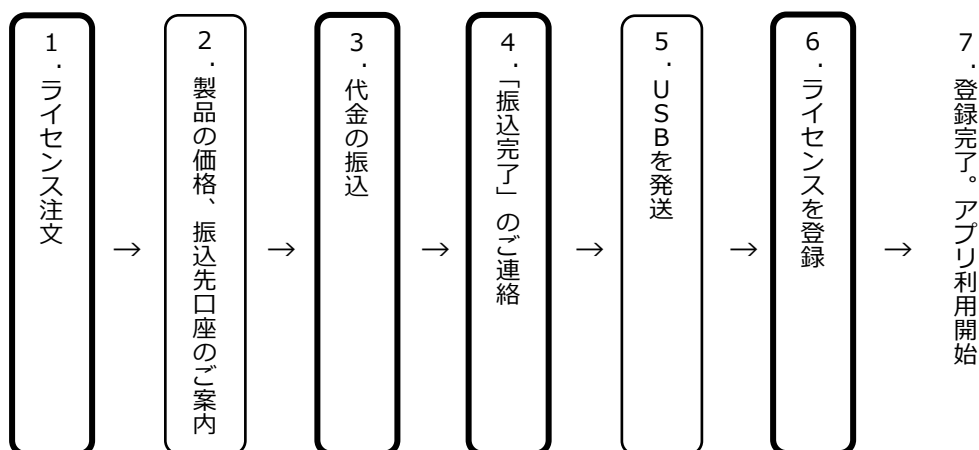 1．ライセンス注文
→
2．製品の価格、振込先口座のご案内
→
3．代金の振込
→
4．「振込完了」のご連絡
→
5．USBを発送
→
6．ライセンスを登録
→
7．登録完了。アプリ利用開始